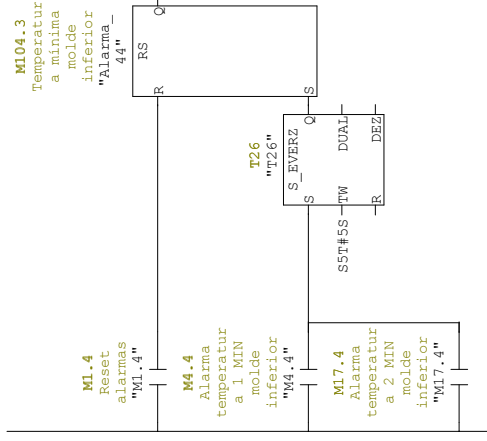 M104.3
Temperatur
a mínima
molde
inferior
"Alarma_
44"
RS
R
S
Q
M1.4
Reset
alarmas
"M1.4"
T26
"T26"
S_EVERZ
S
Q
S5T#5S
TW
DUAL
R
DEZ
M4.4
Alarma
temperatur
a 1 MIN
molde
inferior
"M4.4"
M17.4
Alarma
temperatur
a 2 MIN
molde
inferior
"M17.4"